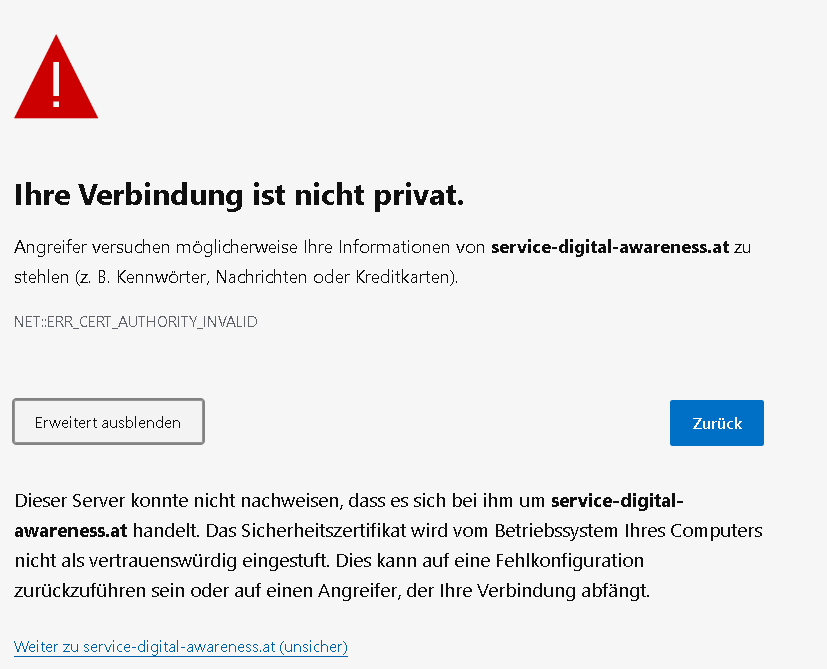 Ihre Verbindung ist nicht privat.
Angreifer versuchen möglicherweise Ihre Informationen von service-digital-awareness.at zu
stehlen (z. B. Kennwörter, Nachrichten oder Kreditkarten).
NET::ERR_CERT_AUTHORITY_INVALID
Erweitert ausblenden
Zurück
Dieser Server konnte nicht nachweisen, dass es sich bei ihm um service-digital-
awareness.at handelt. Das Sicherheitszertifikat wird vom Betriebssystem Ihres Computers
nicht als vertrauenswürdig eingestuft. Dies kann auf eine Fehlkonfiguration
zurückzuführen sein oder auf einen Angreifer, der Ihre Verbindung abfängt.
Weiter zu service-digital-awareness.at (unsicher)